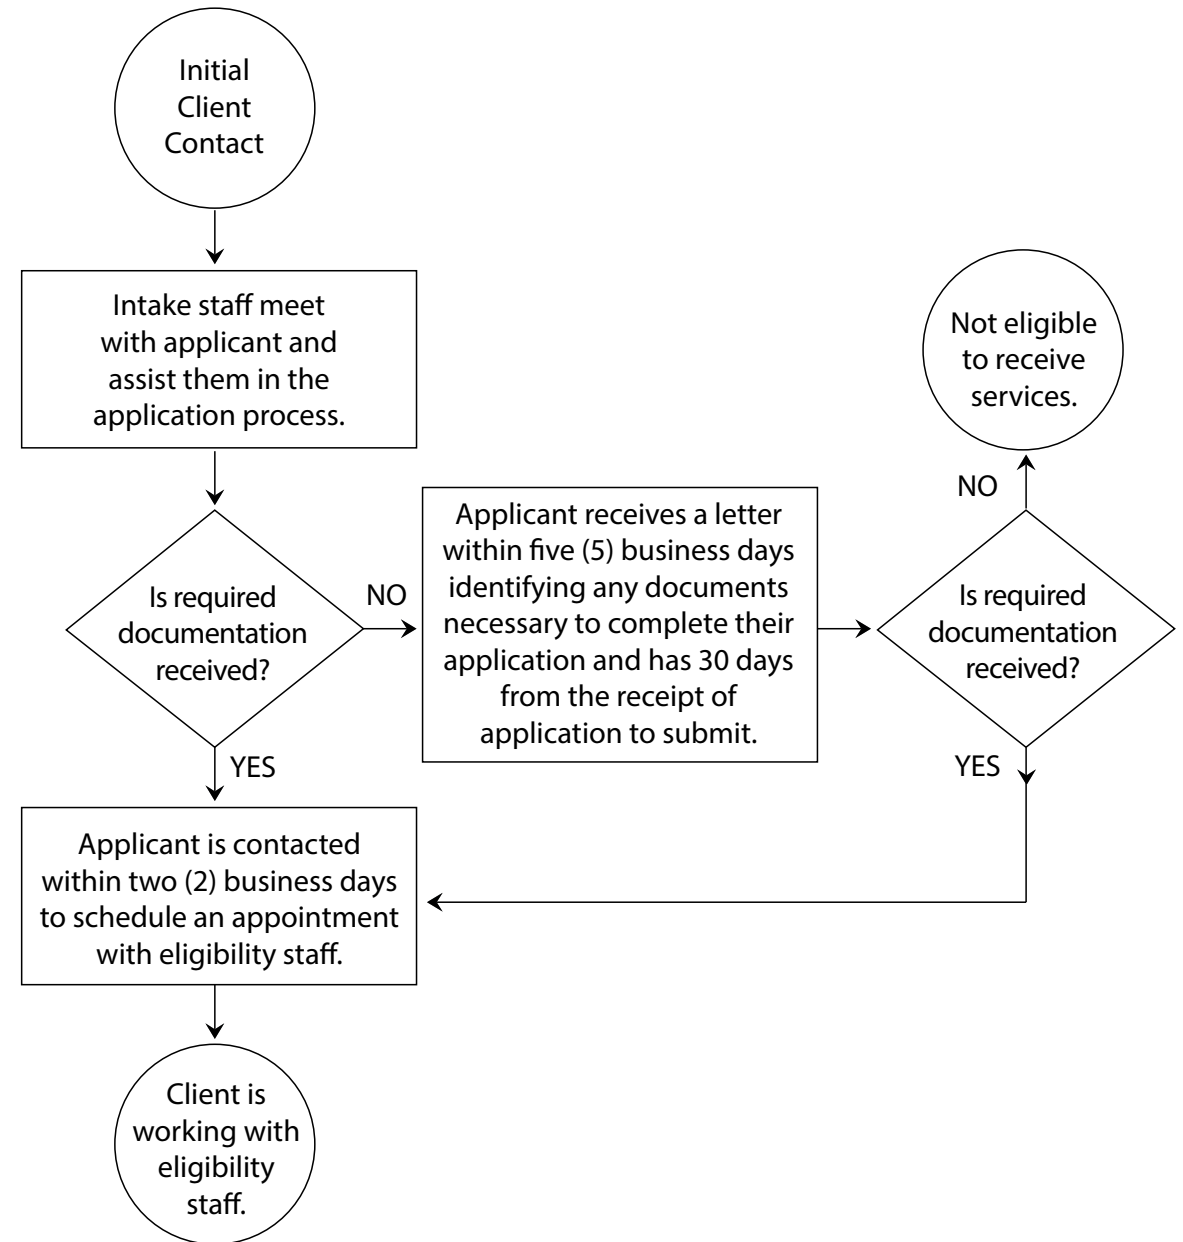 Initial
Client
Contact
Intake staff meet
with applicant and
assist them in the
application process.
Is required
documentation
received?
NO
Applicant receives a letter
within five (5) business days
identifying any documents
necessary to complete their
application and has 30 days
from the receipt of
application to submit.
Is required
documentation
received?
NO
Not eligible
to receive
services.
YES
YES
Applicant is contacted
within two (2) business days
to schedule an appointment
with eligibility staff.
Client is
working with
eligibility
staff.